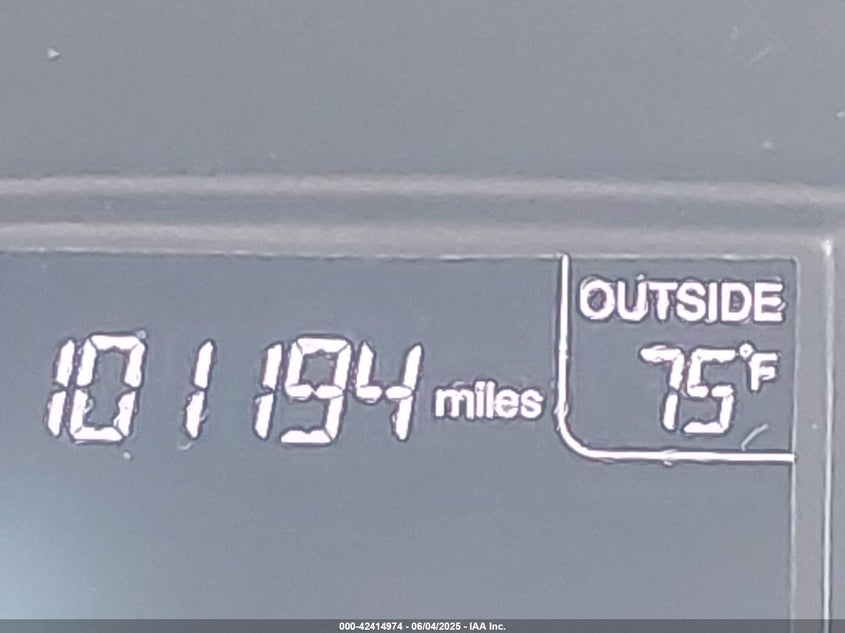 OUTSIDE
101194 miles 75°F
000-42414974 - 06/04/2025 - IAA Inc.